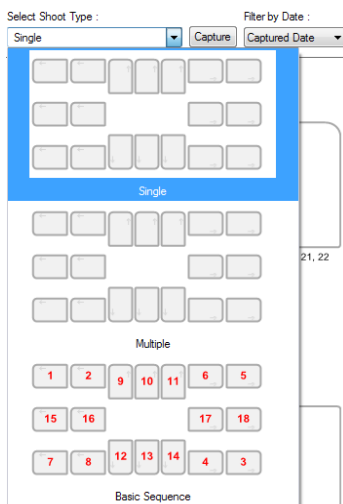 Select Shoot Type :
Filter by Date :
Single
Capture
Captured Date
Single
21, 22
Multiple
1 2 9 10 11 6 5
15 16 17 18
7 8 12 13 14 4 3
Basic Sequence